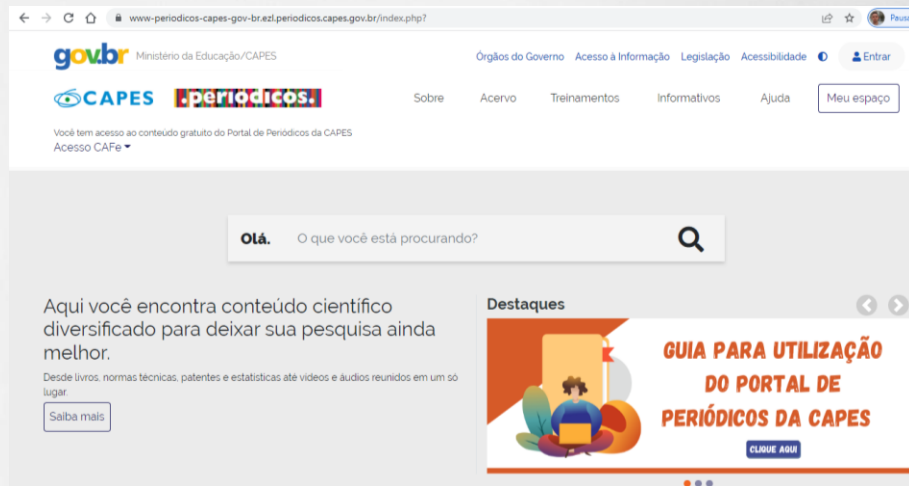 www-periodicos-capes-gov-br.ezl.periodicos.capes.gov.br/index.php?
Pausa
gov.br Ministério da Educação/CAPES
Órgãos do Governo Acesso à Informação Legislação Acessibilidade Entrar
CAPES .periodicos. Sobre Acervo Treinamentos Informativos Ajuda Meu espaço
Você tem acesso ao conteúdo gratuito do Portal de Periódicos da CAPES
Acesso CAFe
Olá. O que você está procurando?
Aqui você encontra conteúdo científico
diversificado para deixar sua pesquisa ainda
melhor.
Desde livros, normas técnicas, patentes e estatísticas até vídeos e áudios reunidos em um só
lugar.
Saiba mais
Destaques
GUIA PARA UTILIZAÇÃO
DO PORTAL DE
PERIÓDICOS DA CAPES
CLIQUE AQUI